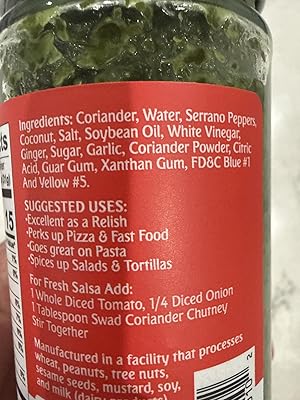 Ingredients: Coriander, Water, Serrano Peppers,
Coconut, Salt, Soybean Oil, White Vinegar,
Ginger, Sugar, Garlic, Coriander Powder, Citric
Acid, Guar Gum, Xanthan Gum, FD&C Blue #1
And Yellow #5.
SUGGESTED USES:
•Excellent as a Relish
•Perks up Pizza & Fast Food
•Goes great on Pasta
•Spices up Salads & Tortillas
For Fresh Salsa Add:
1 Whole Diced Tomato, 1/4 Diced Onion
1 Tablespoon Swad Coriander Chutney
Stir Together
Manufactured in a facility that processes
wheat, peanuts, tree nuts,
sesame seeds, mustard, soy,
and milk (dairy
15